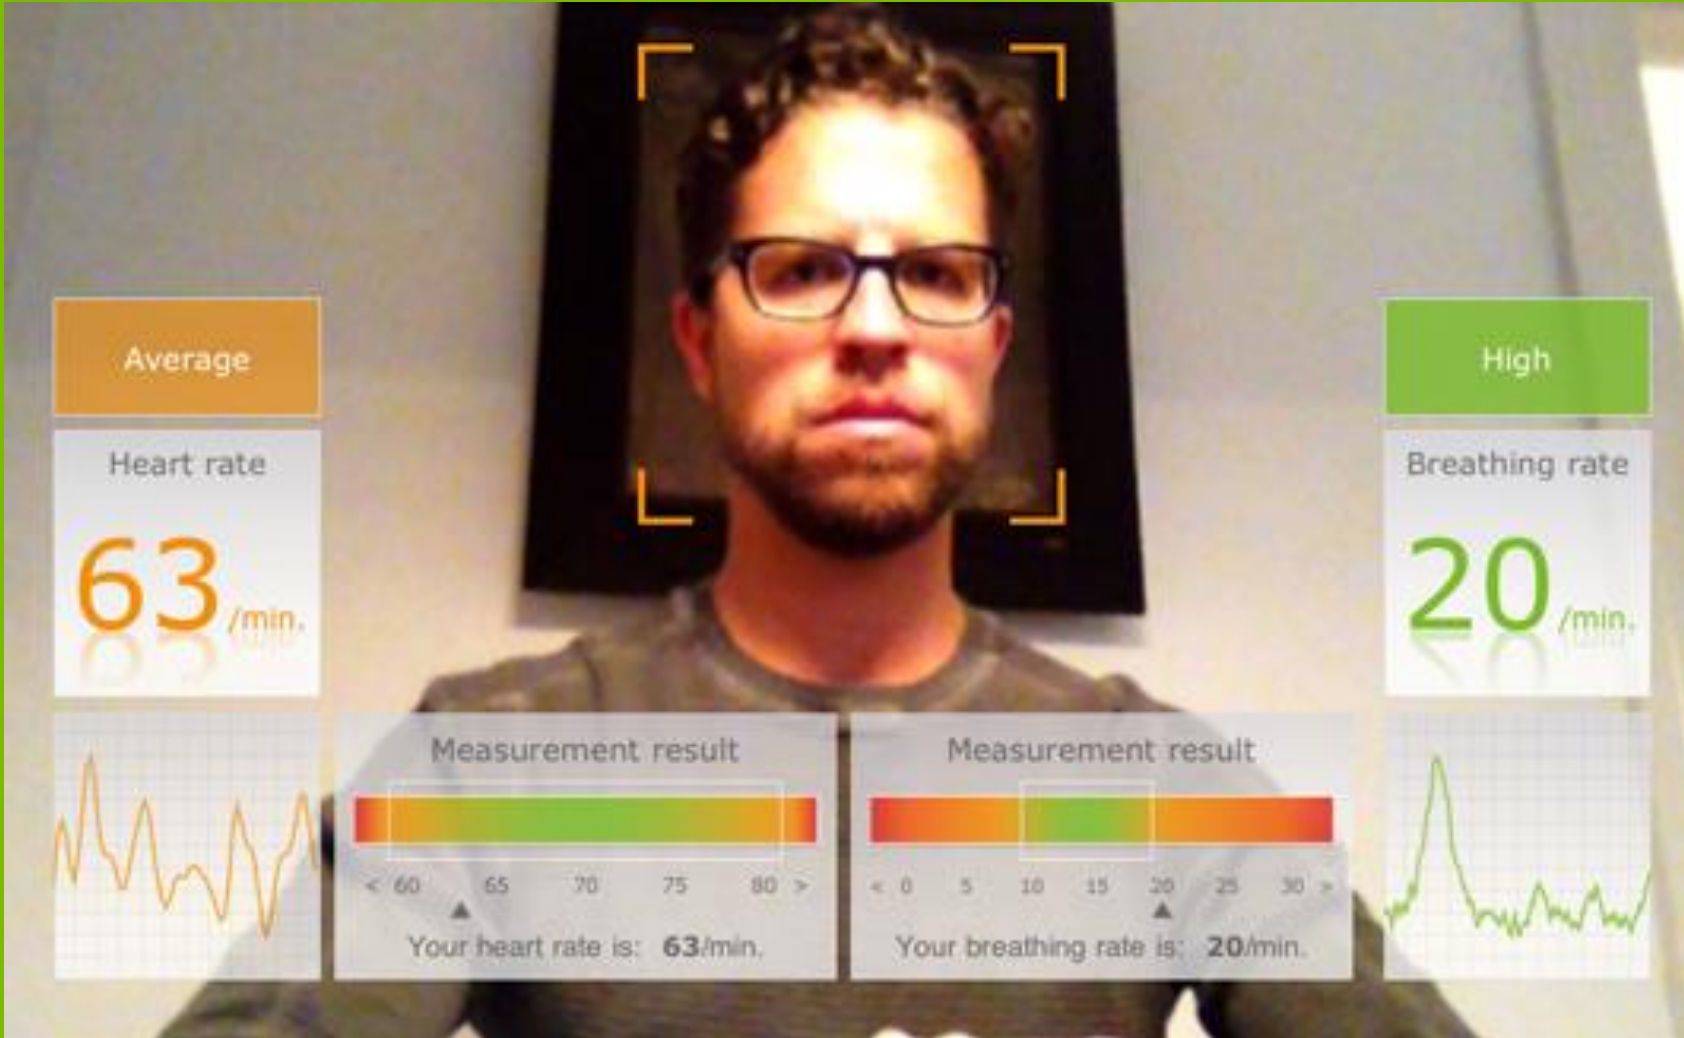 Average
Heart rate
63 /min.
High
Breathing rate
20 /min.
Measurement result
< 60 65 70 75 80 >
Your heart rate is: 63/min.
Measurement result
< 0 5 10 15 20 25 30 >
Your breathing rate is: 20/min.